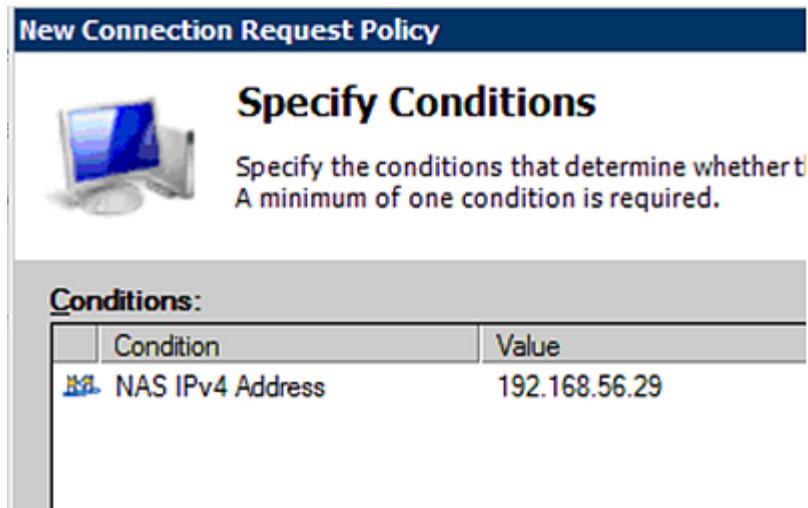 New Connection Request Policy
Specify Conditions
Specify the conditions that determine whether
A minimum of one condition is required.
Conditions:
Condition Value
NAS IPv4 Address 192.168.56.29